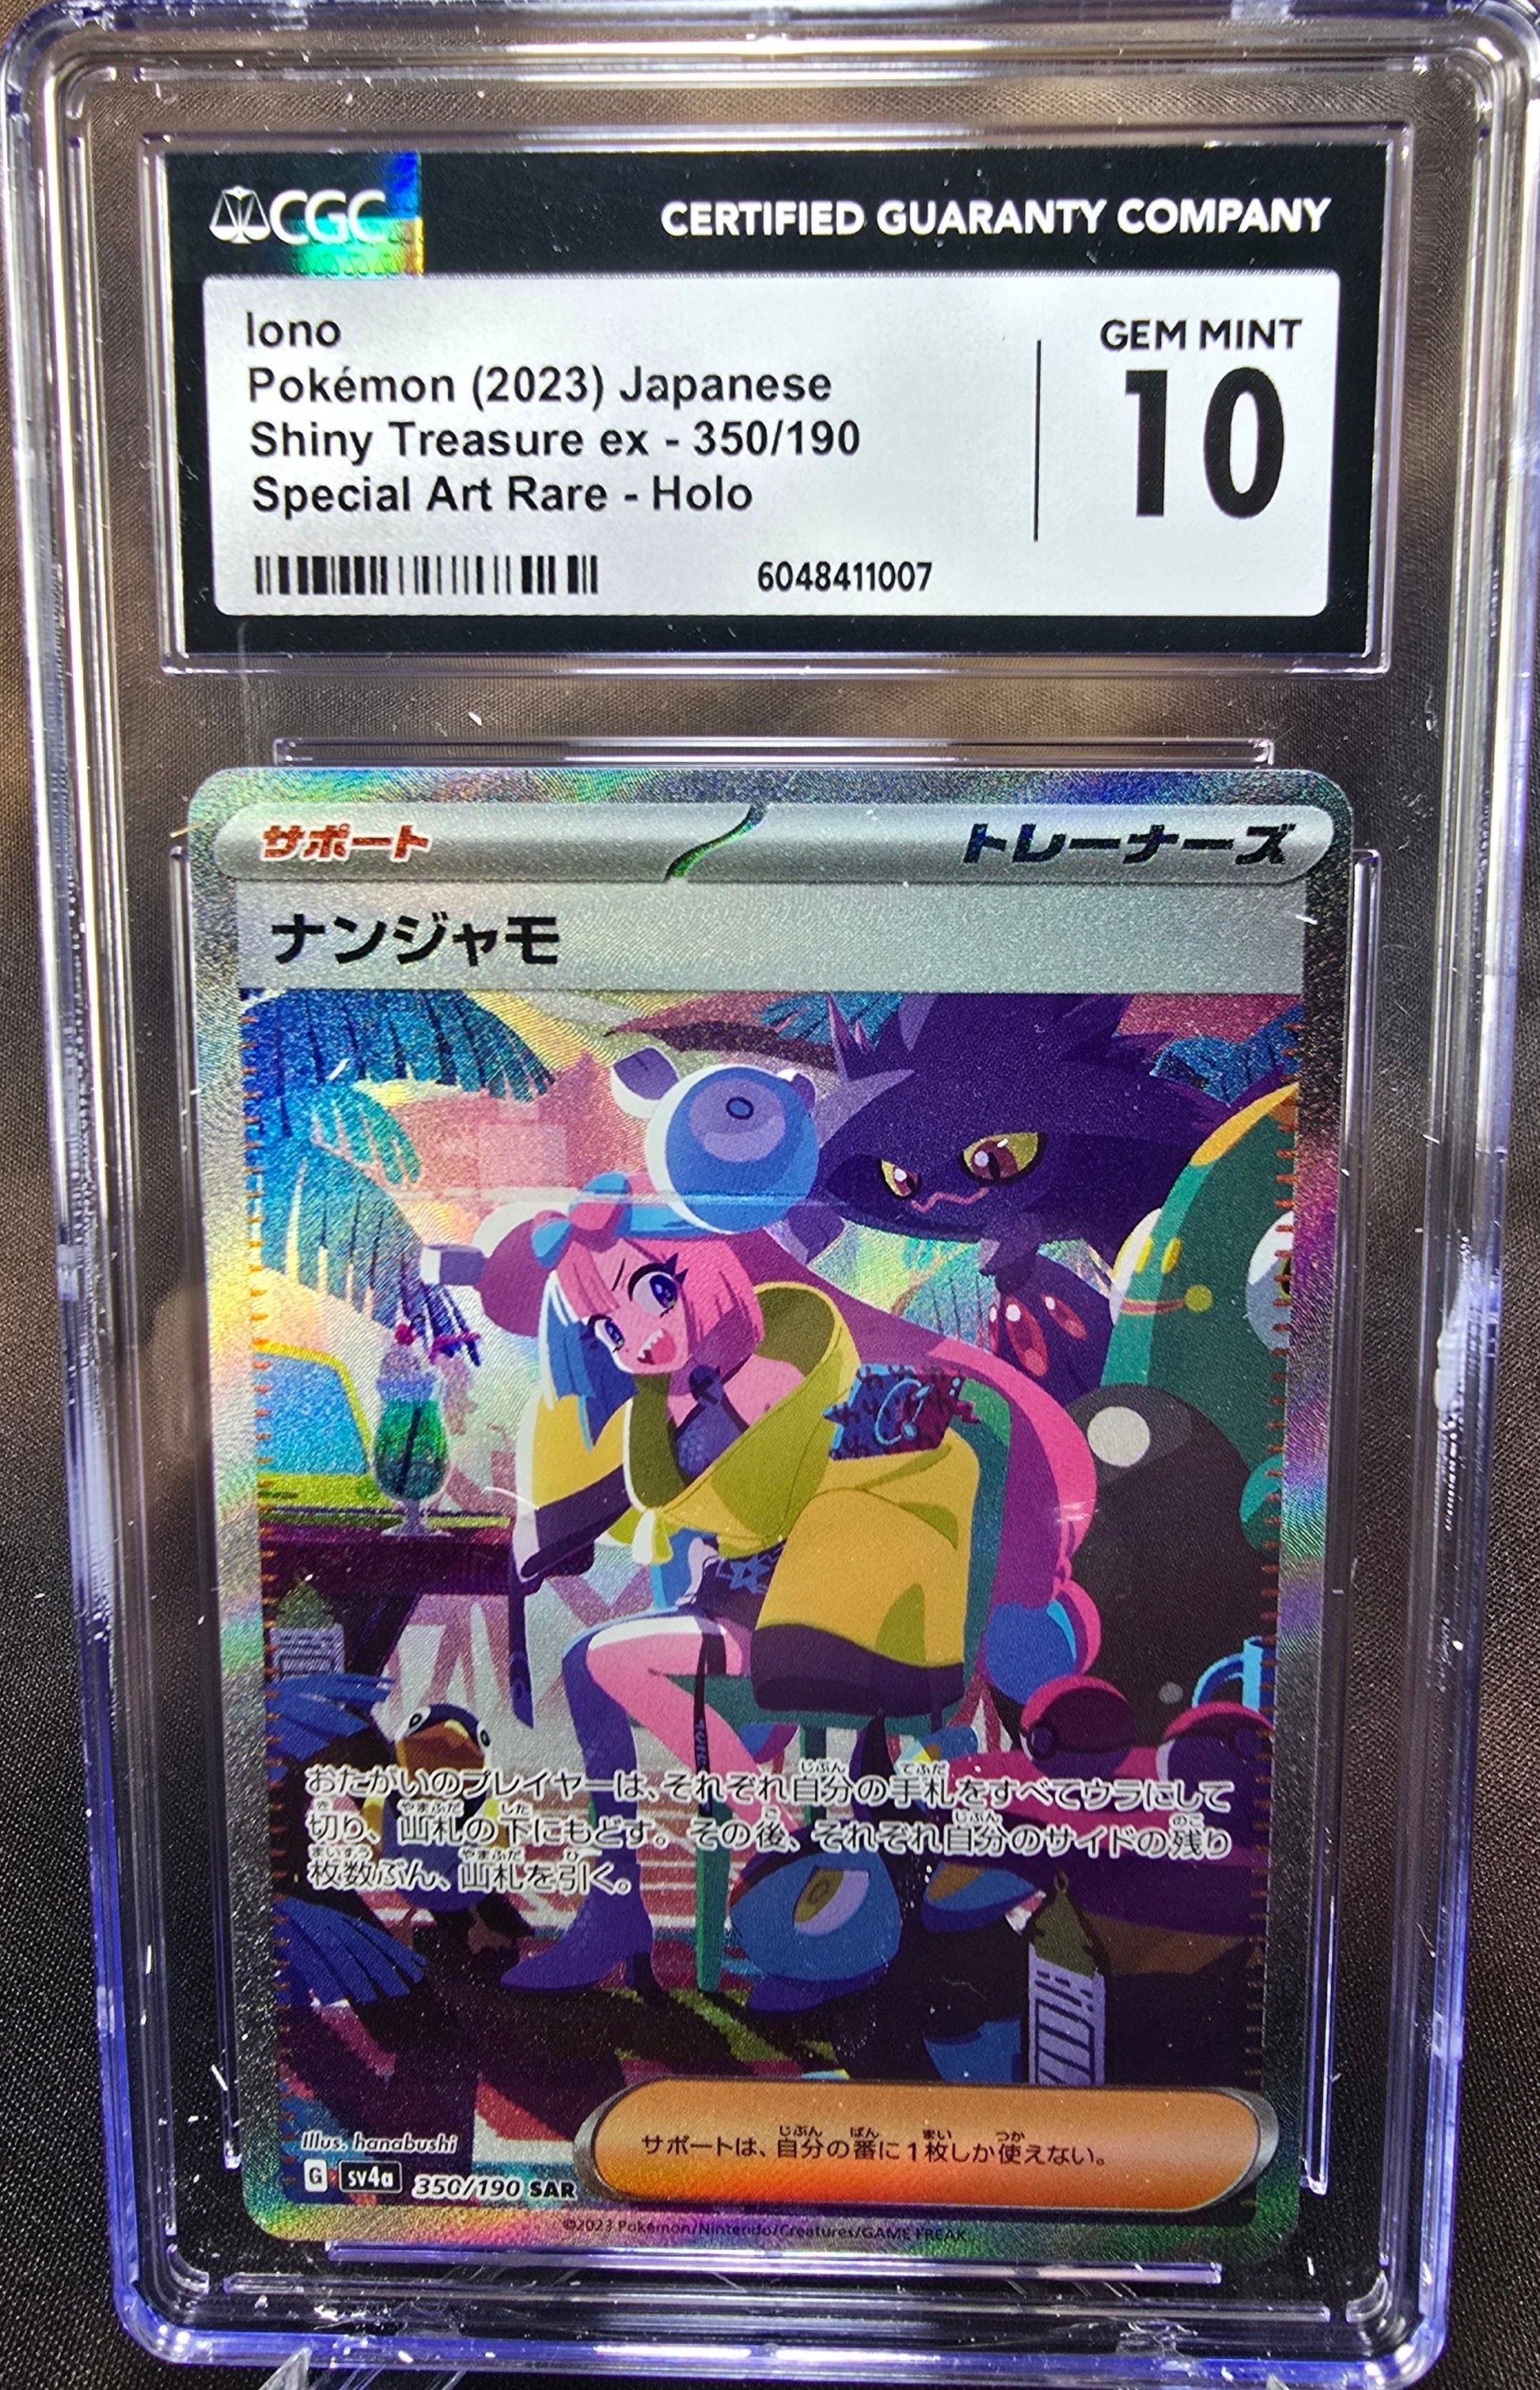 CGC
CERTIFIED GUARANTY COMPANY
Iono
Pokémon (2023) Japanese
Shiny Treasure ex - 350/190
Special Art Rare - Holo
GEM MINT
10
6048411007
サポート
トレーナーズ
ナンジャモ
おたがいのプレイヤーは、それぞれ自分の手札をすべてウラにして
切り、山札の下にもどす。その後、それぞれ自分のサイドの残り
枚数ぶん、山札を引く。
Illus. hanabushi
サポートは、自分の番に1枚しか使えない。
G sv4a 350/190 SAR
©2023 Pokémon/Nintendo/Creatures/GAME FREAK